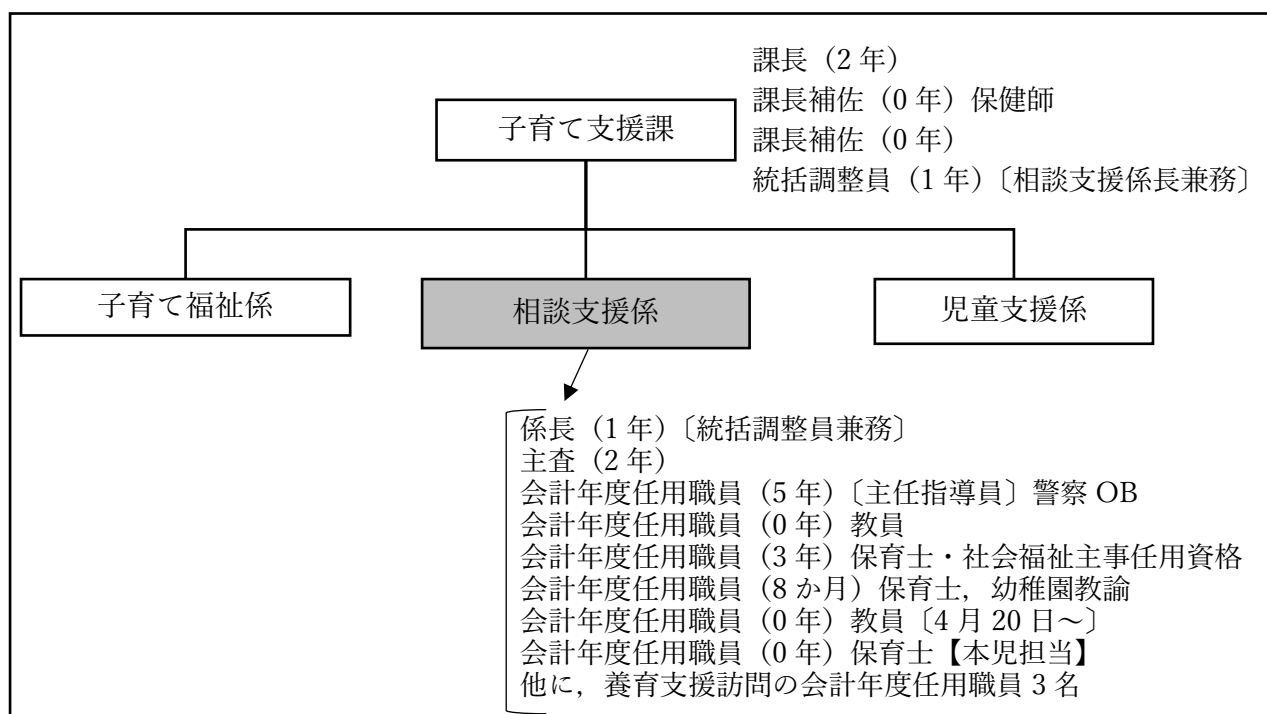 課長（2 年）
課長補佐（0 年）保健師
課長補佐（0 年）
統括調整員（1 年）〔相談支援係長兼務〕
子育て支援課
子育て福祉係
相談支援係
児童支援係
係長（1 年）〔統括調整員兼務〕
主査（2 年）
会計年度任用職員（5 年）〔主任指導員〕警察 OB
会計年度任用職員（0 年）教員
会計年度任用職員（3 年）保育士・社会福祉主事任用資格
会計年度任用職員（8 か月）保育士，幼稚園教諭
会計年度任用職員（0 年）教員〔4 月 20 日～〕
会計年度任用職員（0 年）保育士【本児担当】
他に，養育支援訪問の会計年度任用職員 3 名